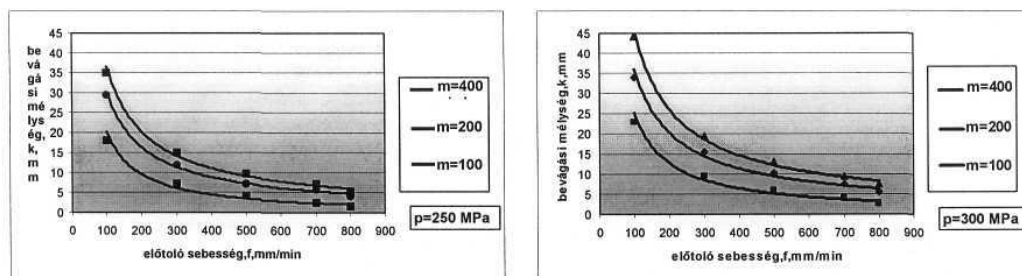 be
vá
gá
si
mé
lys
ég,
k,
m
m
45
40
35
30
25
20
15
10
5
0
0 100 200 300 400 500 600 700 800 900
előtoló sebesség,f,mm/min
m=400
m=200
m=100
p=250 MPa
bevágási mélység,k,mm
45
40
35
30
25
20
15
10
5
0
0 100 200 300 400 500 600 700 800 900
előtoló sebesség,f,mm/min
m=400
m=200
m=100
p=300 MPa